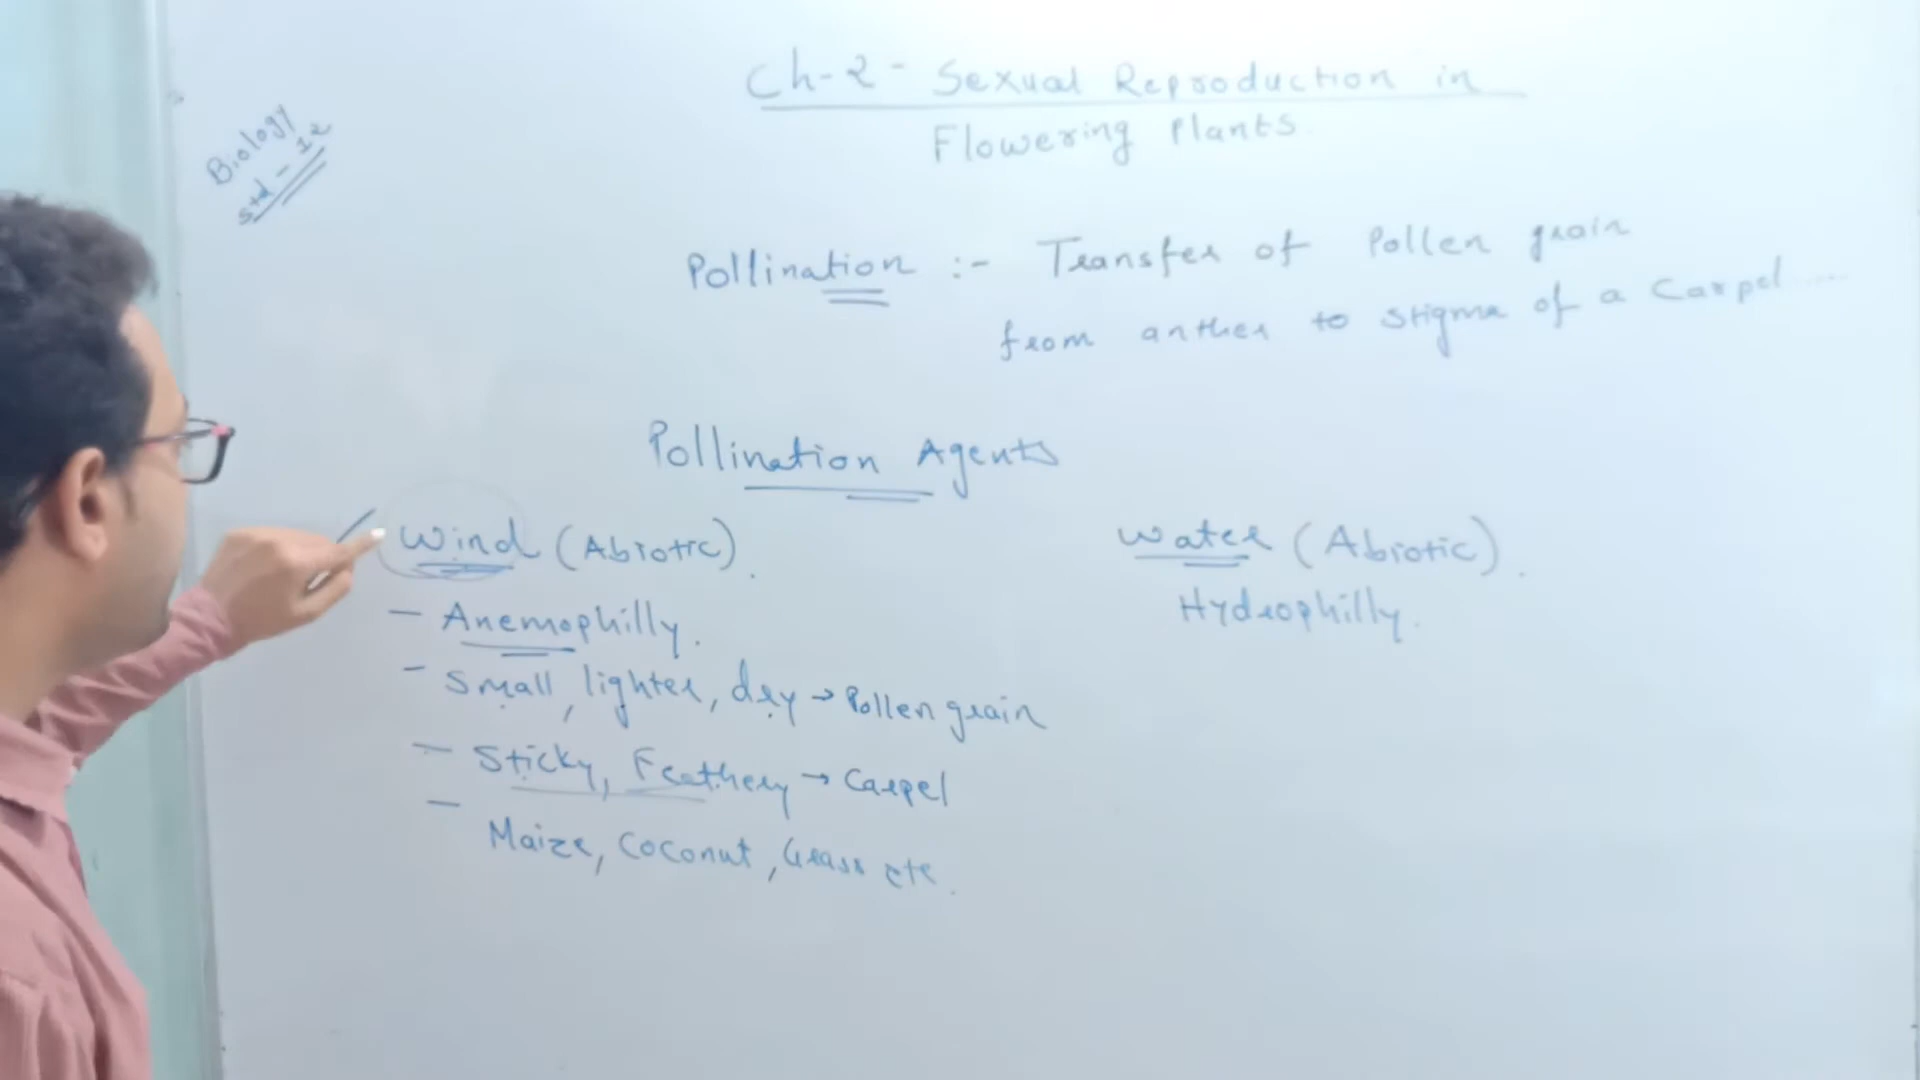 Biology
Std - 12
Ch-2 - Sexual Reproduction in
Flowering Plants.
Pollination :- Transfer of Pollen grain
from anther to stigma of a Carpel....
Pollination Agents
Wind (Abiotic).
- Anemophilly.
- Small, lighter, dry → Pollen grain
- Sticky, Feathery → Carpel
- Maize, Coconut, Grass etc.
Water (Abiotic).
Hydrophilly.